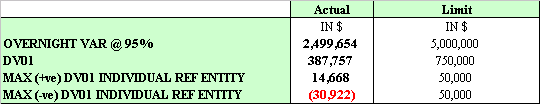 Actual Limit
IN $ IN $
OVERNIGHT VAR @ 95% 2,499,654 5,000,000
DV01 387,757 750,000
MAX (+ve) DV01 INDIVIDUAL REF ENTITY 14,668 50,000
MAX (-ve) DV01 INDIVIDUAL REF ENTITY (30,922) 50,000